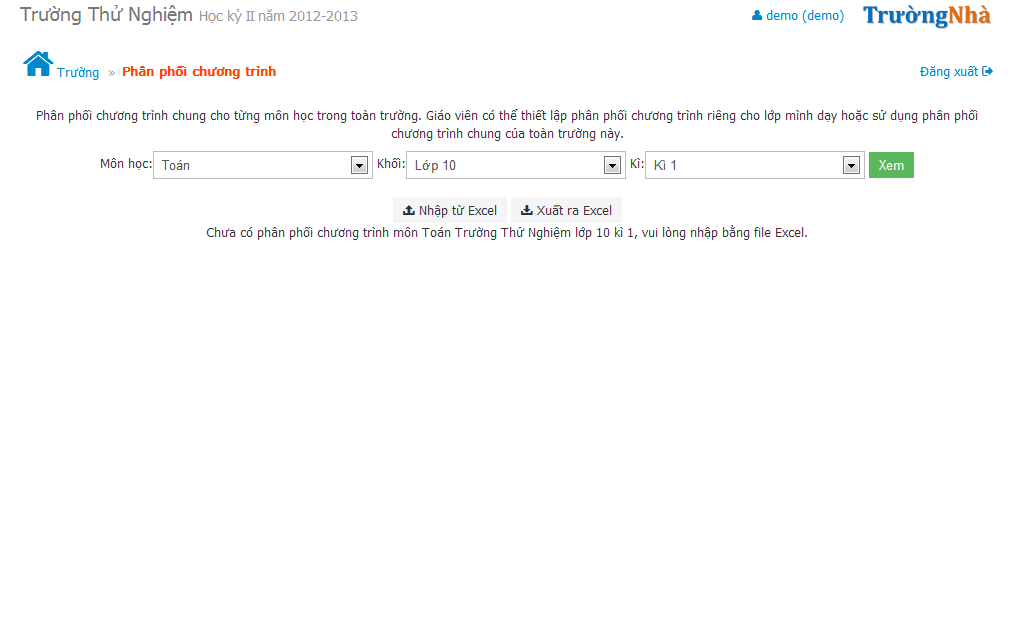 Trường Thử Nghiệm Học kỳ II năm 2012-2013 demo (demo) TrườngNhà
Trường » Phân phối chương trình Đăng xuất
Phân phối chương trình chung cho từng môn học trong toàn trường. Giáo viên có thể thiết lập phân phối chương trình riêng cho lớp mình dạy hoặc sử dụng phân phối
chương trình chung của toàn trường này.
Môn học: Toán Khối: Lớp 10 Kì: Kì 1 Xem
Nhập từ Excel Xuất ra Excel
Chưa có phân phối chương trình môn Toán Trường Thử Nghiệm lớp 10 kì 1, vui lòng nhập bằng file Excel.